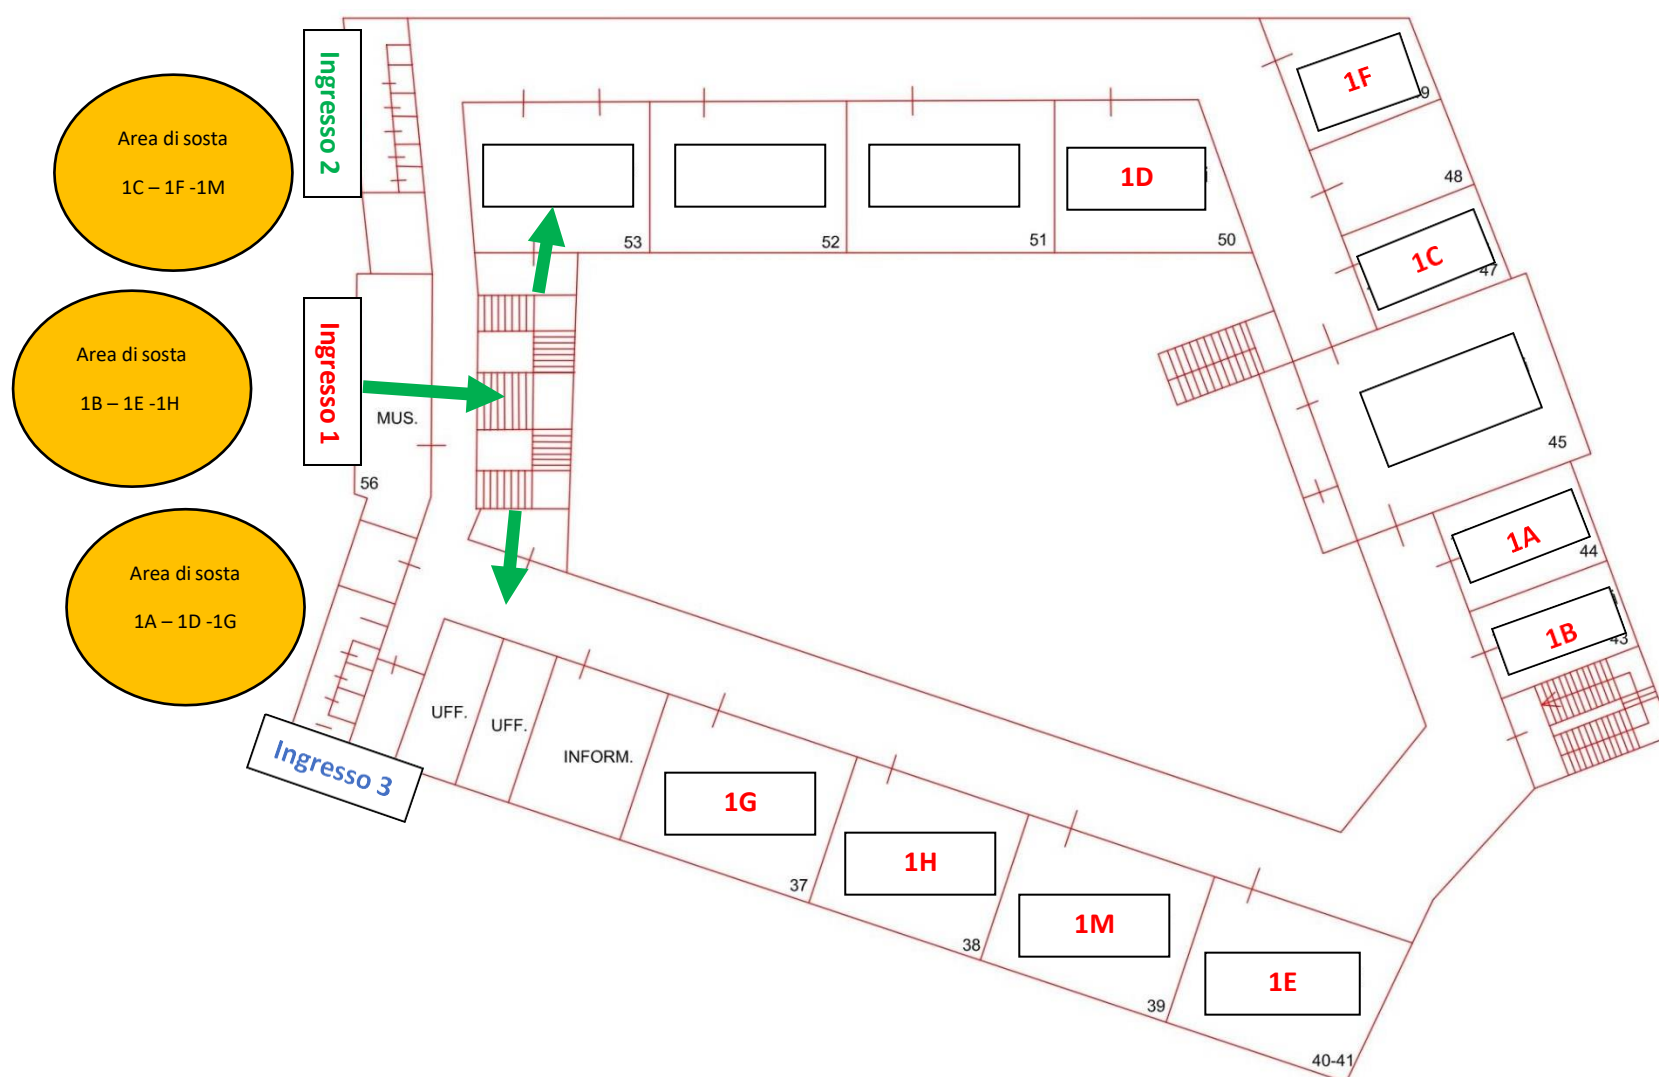 Ingresso 2
Area di sosta
1C – 1F -1M
Ingresso 1
Area di sosta
1B – 1E -1H
Area di sosta
1A – 1D -1G
Ingresso 3
MUS.
56
53
52
51
1D
50
1F
48
1C
47
45
1A
44
1B
43
UFF.
UFF.
INFORM.
1G
37
1H
38
1M
39
1E
40-41